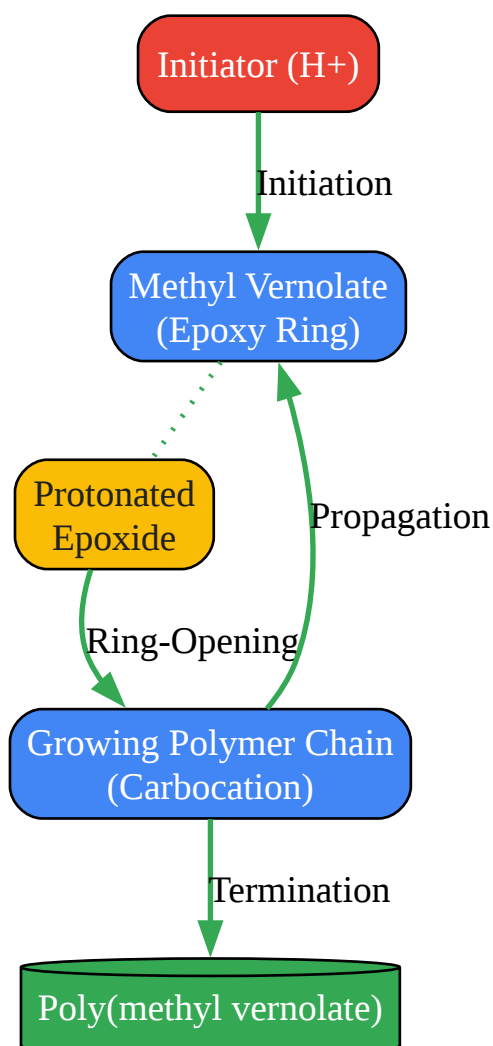 Initiator (H+)
Initiation
Methyl Vernolate
(Epoxy Ring)
Protonated
Epoxide
Propagation
Ring-Opening
Growing Polymer Chain
(Carbocation)
Termination
Poly(methyl vernolate)